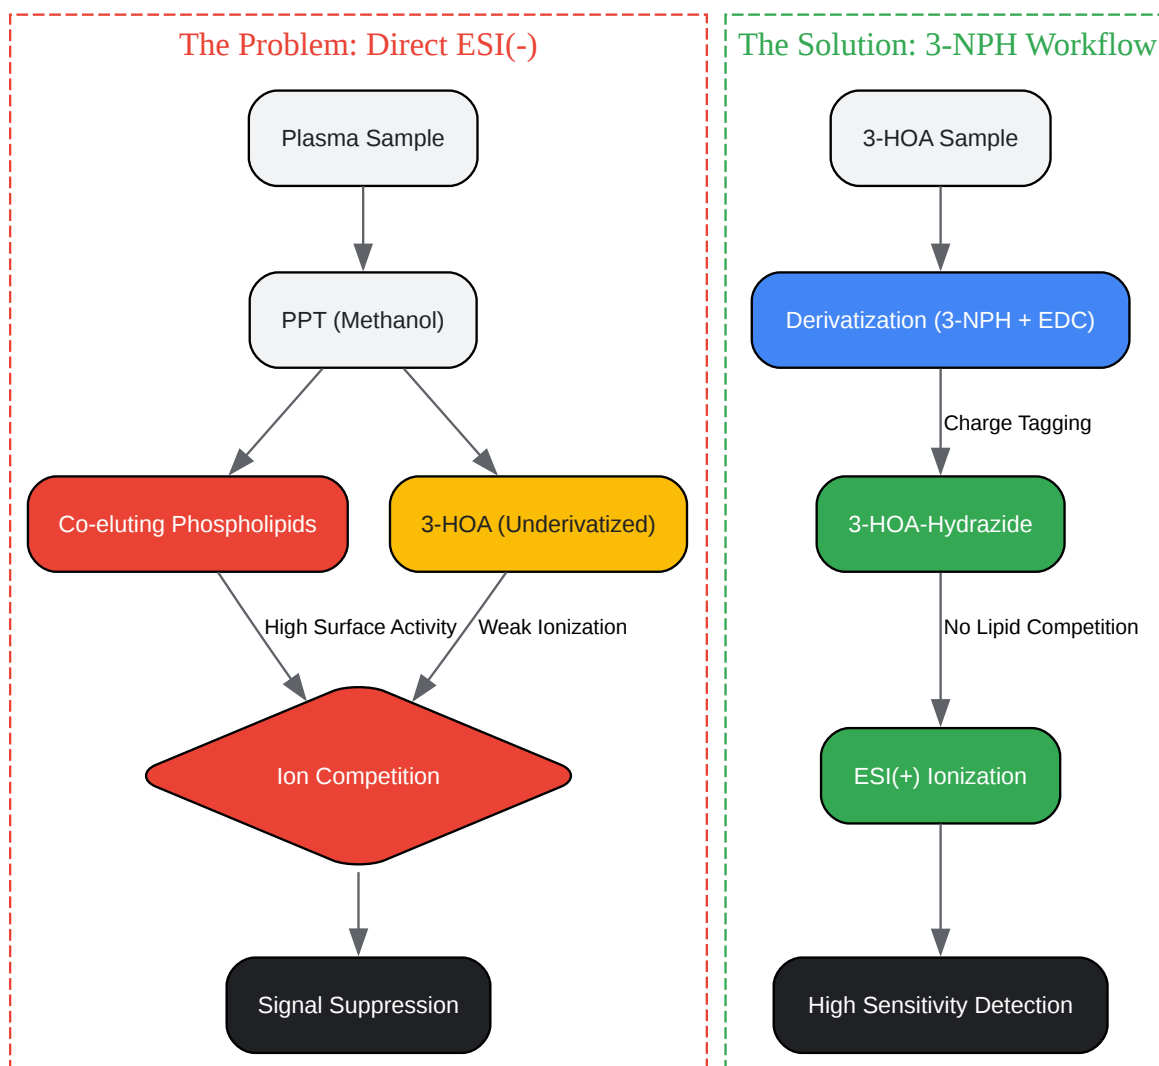 The Problem: Direct ESI(-)
Plasma Sample
PPT (Methanol)
Co-eluting Phospholipids
3-HOA (Underivatized)
High Surface Activity
Weak Ionization
Ion Competition
Signal Suppression
The Solution: 3-NPH Workflow
3-HOA Sample
Derivatization (3-NPH + EDC)
Charge Tagging
3-HOA-Hydrazide
No Lipid Competition
ESI(+) Ionization
High Sensitivity Detection